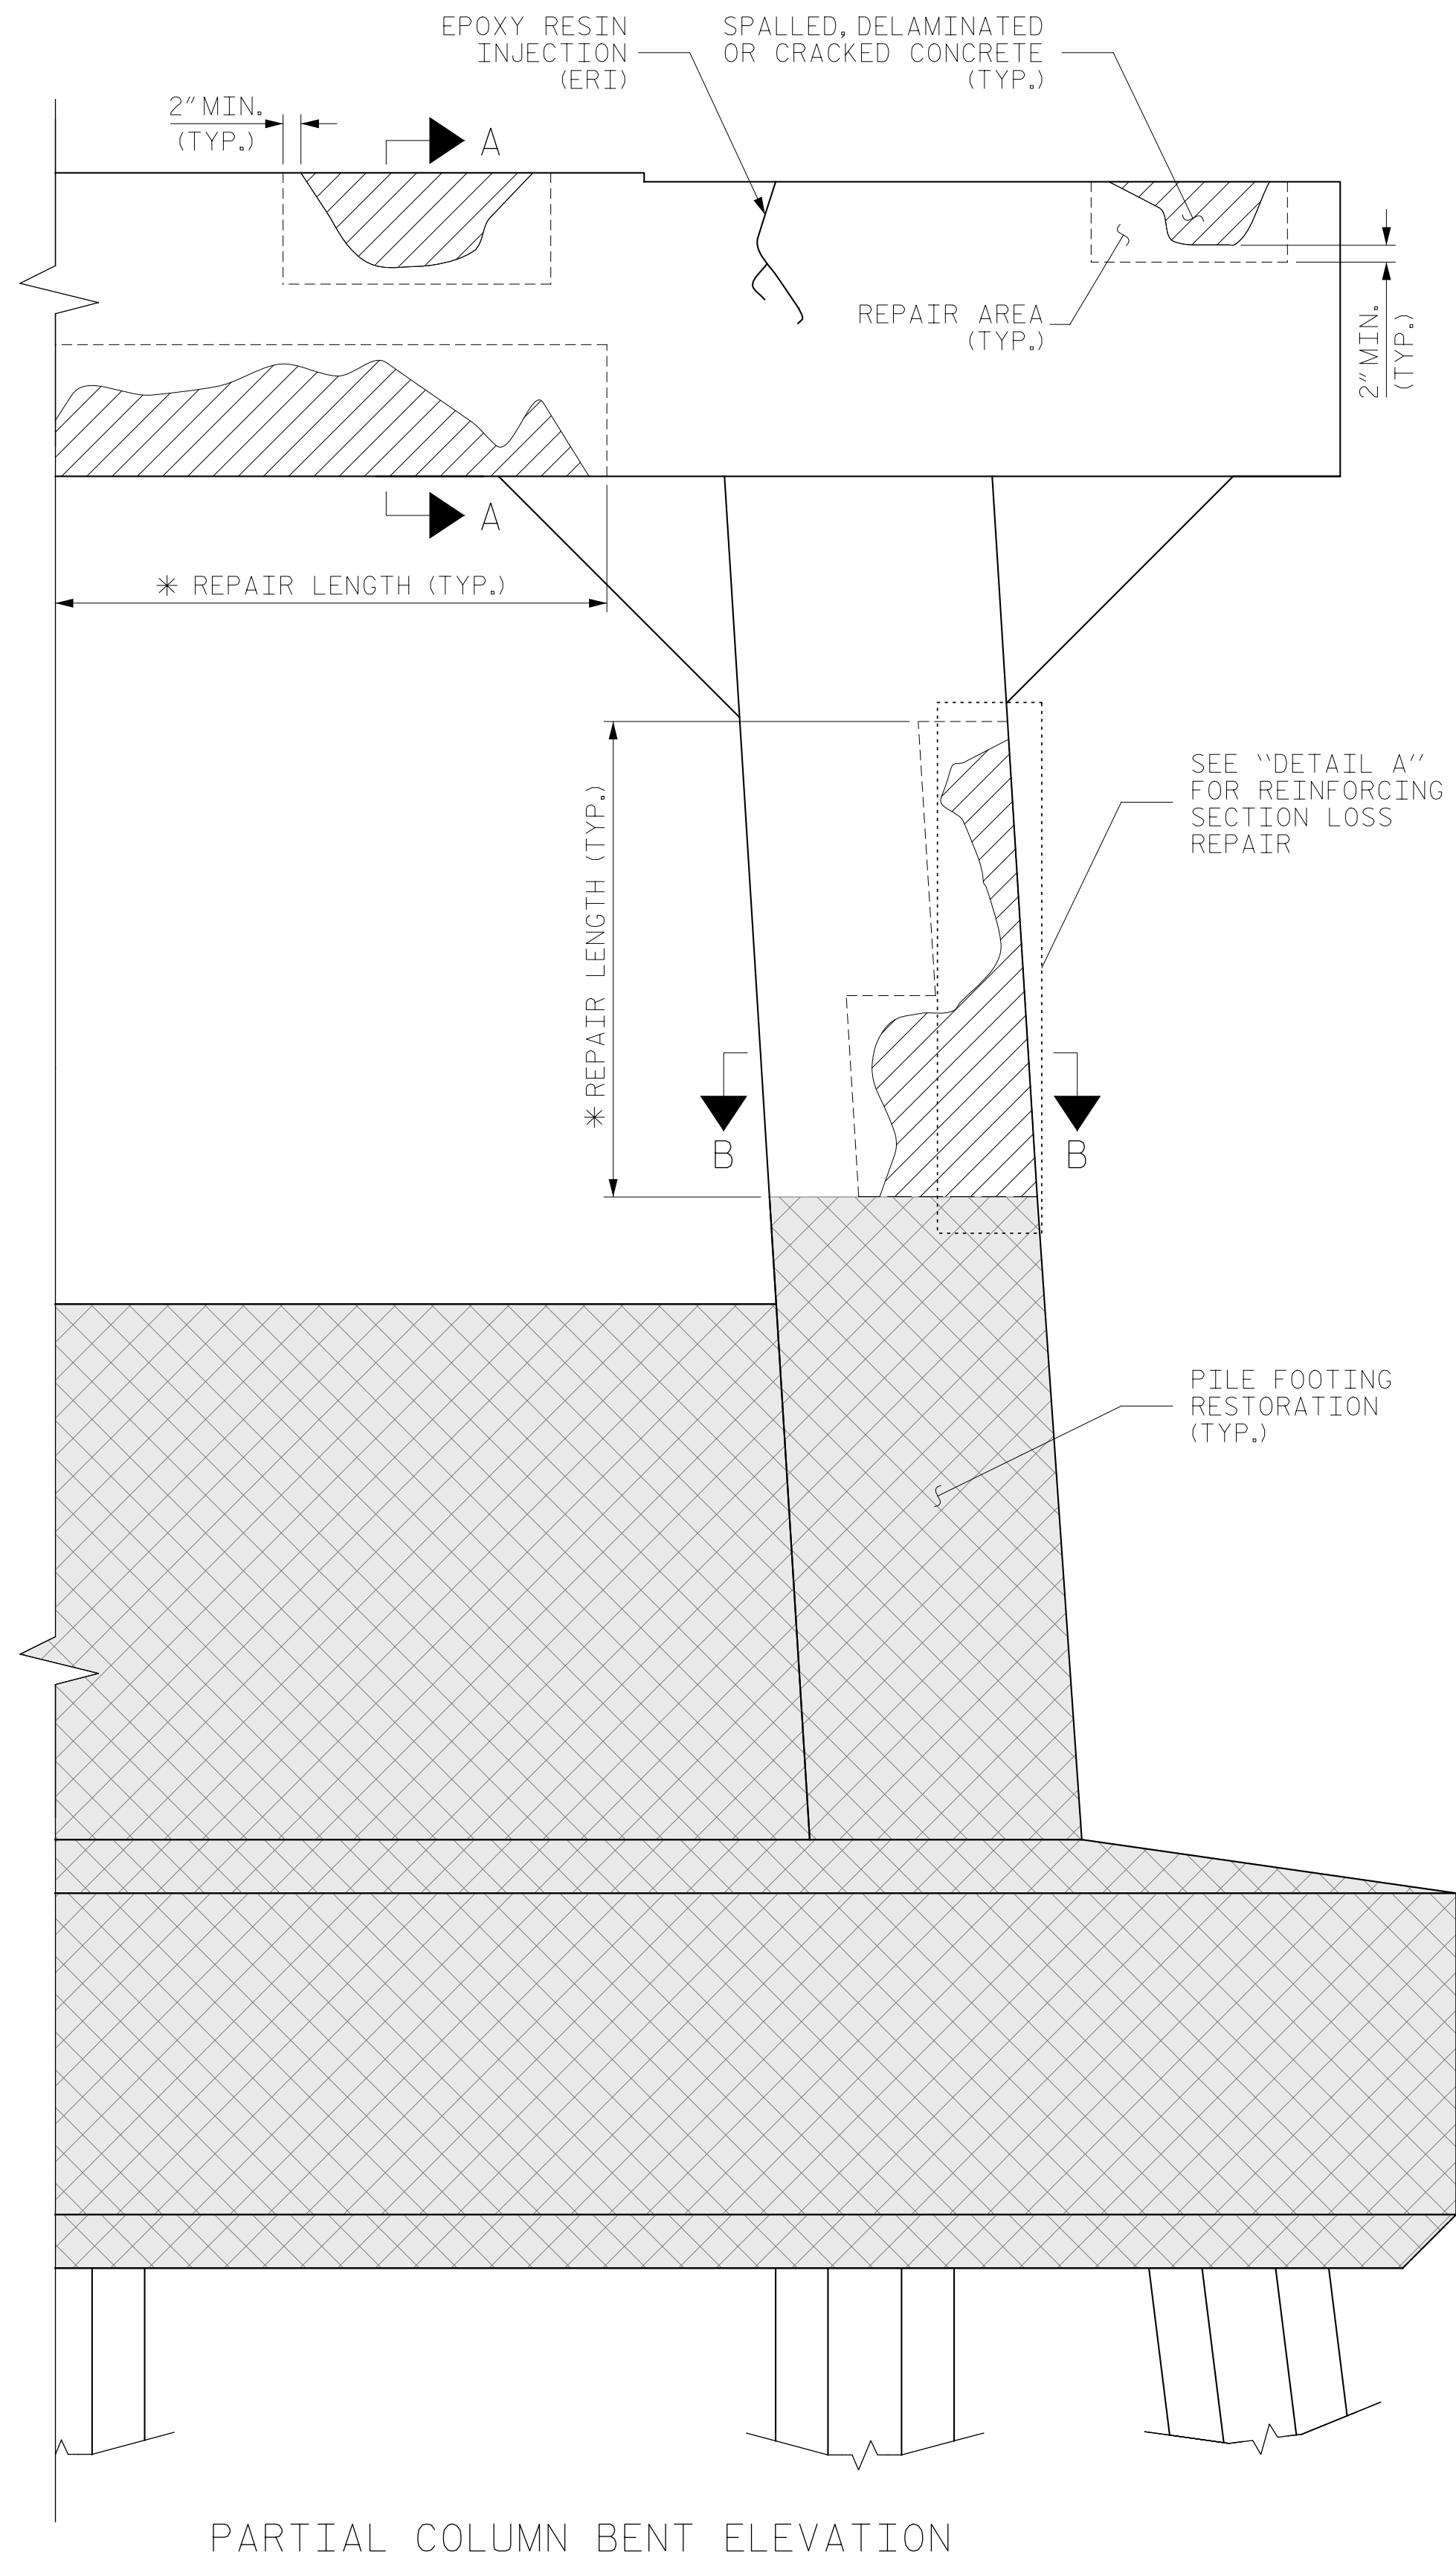 EPOXY RESIN
INJECTION
(ERI)
SPALLED, DELAMINATED
OR CRACKED CONCRETE
(TYP.)
2" MIN.
(TYP.)
A
REPAIR AREA
(TYP.)
2" MIN.
(TYP.)
A
* REPAIR LENGTH (TYP.)
* REPAIR LENGTH (TYP.)
SEE "DETAIL A"
FOR REINFORCING
SECTION LOSS
REPAIR
B
B
PILE FOOTING
RESTORATION
(TYP.)
PARTIAL COLUMN BENT ELEVATION